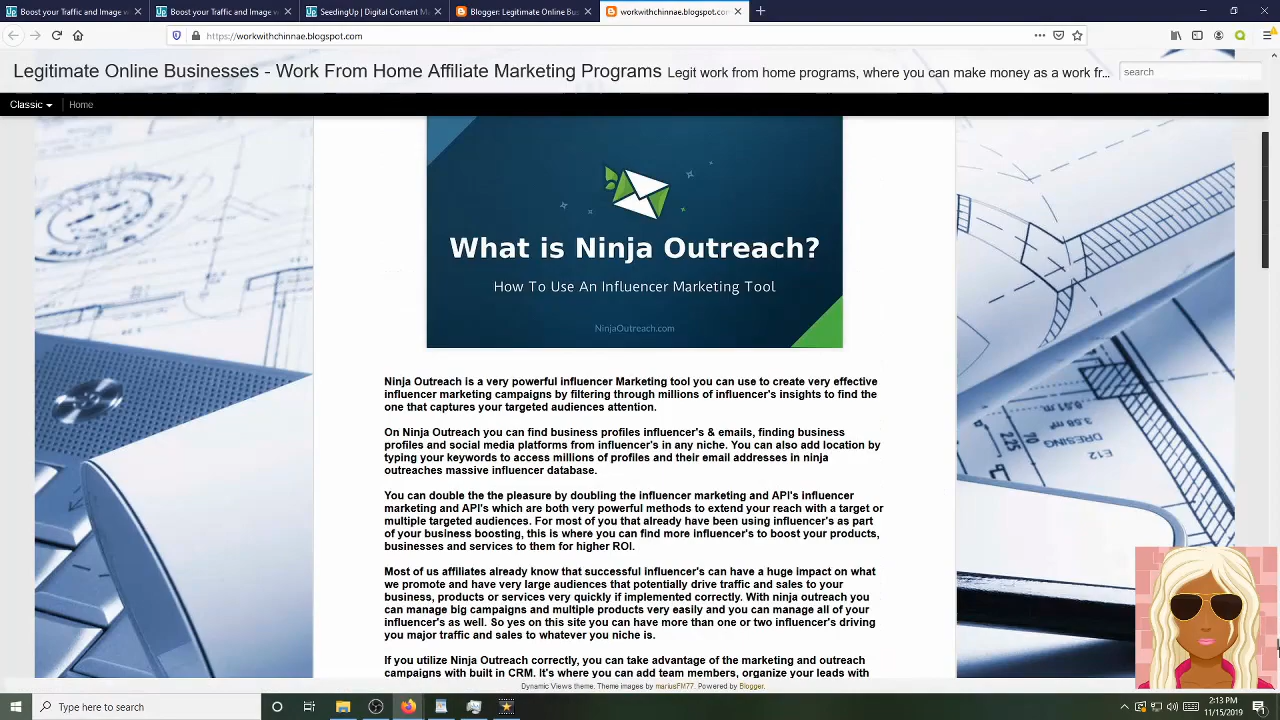 Boost your Traffic and Image w
Boost your Traffic and Image w
SeedingUp | Digital Content Ma
Blogger: Legitimate Online Bus
workwithchinnae.blogspot.com
https://workwithchinnae.blogspot.com
Legitimate Online Businesses - Work From Home Affiliate Marketing Programs
Legit work from home programs, where you can make money as a work fr...
search
Classic
Home
What is Ninja Outreach?
How To Use An Influencer Marketing Tool
NinjaOutreach.com
Ninja Outreach is a very powerful influencer Marketing tool you can use to create very effective
influencer marketing campaigns by filtering through millions of influencer's insights to find the
one that captures your targeted audiences attention.
On Ninja Outreach you can find business profiles influencer's & emails, finding business
profiles and social media platforms from influencer's in any niche. You can also add location by
typing your keywords to access millions of profiles and their email addresses in ninja
outreaches massive influencer database.
You can double the the pleasure by doubling the influencer marketing and API's influencer
marketing and API's which are both very powerful methods to extend your reach with a target or
multiple targeted audiences. For most of you that already have been using influencer's as part
of your business boosting, this is where you can find more influencer's to boost your products,
businesses and services to them for higher ROI.
Most of us affiliates already know that successful influencer's can have a huge impact on what
we promote and have very large audiences that potentially drive traffic and sales to your
business, products or services very quickly if implemented correctly. With ninja outreach you
can manage big campaigns and multiple products very easily and you can manage all of your
influencer's as well. So yes on this site you can have more than one or two influencer's driving
you major traffic and sales to whatever you niche is.
If you utilize Ninja Outreach correctly, you can take advantage of the marketing and outreach
campaigns with built in CRM. It's where you can add team members, organize your leads with
DRESING
E12
225
70
Dynamic Views theme. Theme images by mariusFM77. Powered by Blogger.
Type here to search
2:13 PM
11/15/2019